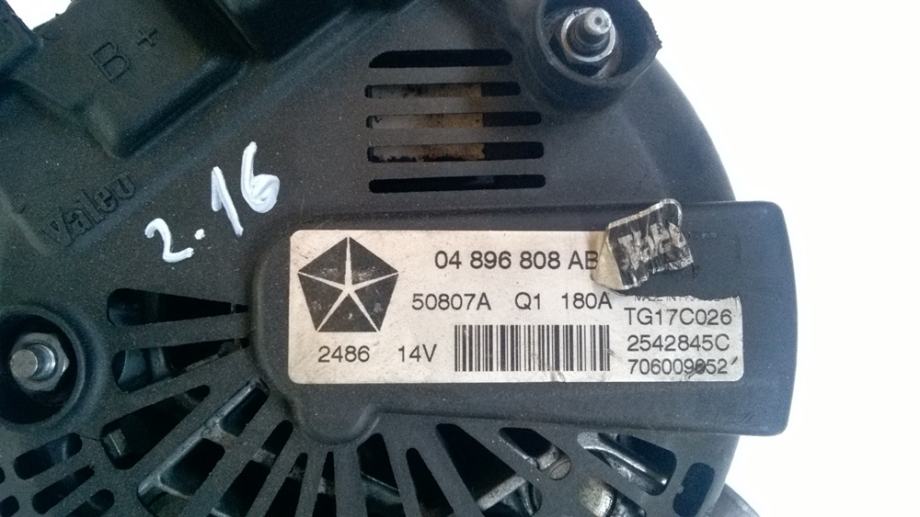 B +
Valeo
2.16
04 896 808 AB
50807A Q1 180A
TG17C026
2486 14V
2542845C
706009852